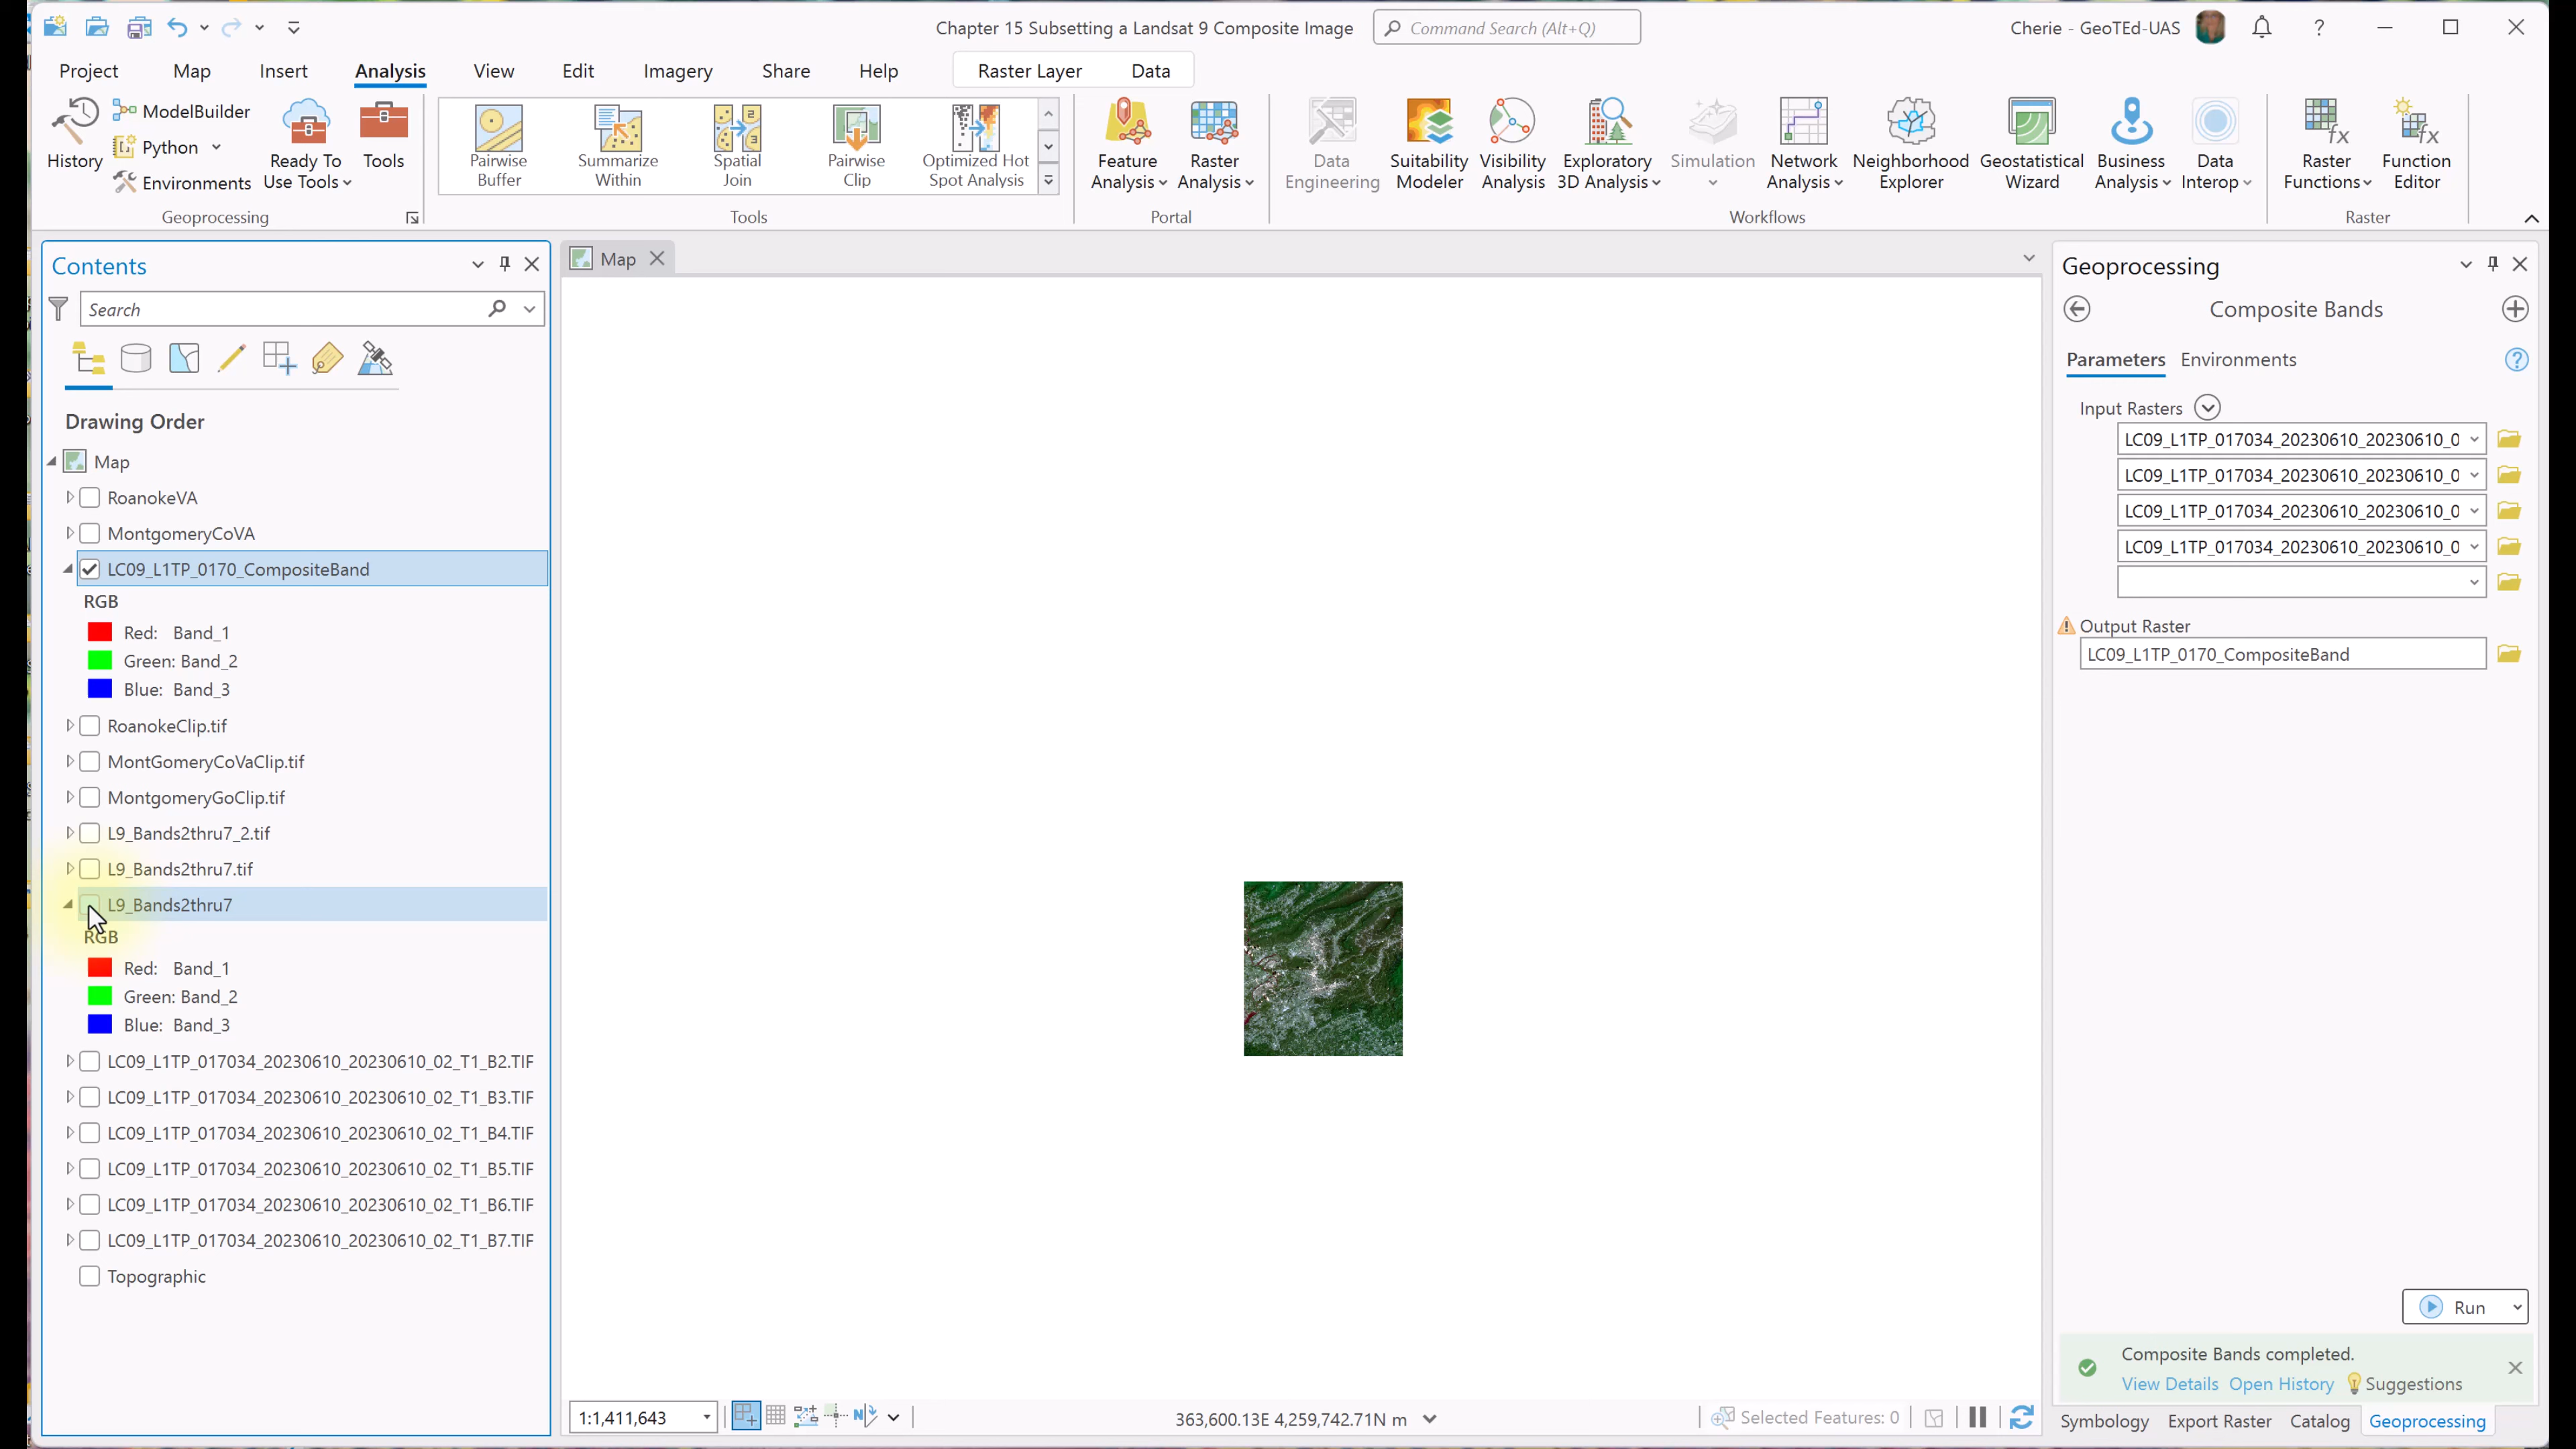 Chapter 15 Subsetting a Landsat 9 Composite Image
Command Search (Alt+Q)
Cherie - GeoTEd-UAS
?
Project Map Insert Analysis View Edit Imagery Share Help Raster Layer Data
History
ModelBuilder
Python
Environments
Ready To
Use Tools
Tools
Geoprocessing
Pairwise
Buffer
Summarize
Within
Spatial
Join
Pairwise
Clip
Optimized Hot
Spot Analysis
Tools
Feature
Analysis
Raster
Analysis
Portal
Data
Engineering
Suitability
Modeler
Visibility
Analysis
Exploratory
3D Analysis
Simulation
Network
Analysis
Neighborhood
Explorer
Geostatistical
Wizard
Business
Analysis
Data
Interop
Workflows
Raster
Functions
Function
Editor
Raster
Contents
Search
Drawing Order
Map
RoanokeVA
MontgomeryCoVA
LC09_L1TP_0170_CompositeBand
RGB
Red: Band_1
Green: Band_2
Blue: Band_3
RoanokeClip.tif
MontGomeryCoVaClip.tif
MontgomeryGoClip.tif
L9_Bands2thru7_2.tif
L9_Bands2thru7.tif
L9_Bands2thru7
RGB
Red: Band_1
Green: Band_2
Blue: Band_3
LC09_L1TP_017034_20230610_20230610_02_T1_B2.TIF
LC09_L1TP_017034_20230610_20230610_02_T1_B3.TIF
LC09_L1TP_017034_20230610_20230610_02_T1_B4.TIF
LC09_L1TP_017034_20230610_20230610_02_T1_B5.TIF
LC09_L1TP_017034_20230610_20230610_02_T1_B6.TIF
LC09_L1TP_017034_20230610_20230610_02_T1_B7.TIF
Topographic
Map
1:1,411,643
363,600.13E 4,259,742.71N m
Selected Features: 0
Geoprocessing
Composite Bands
Parameters Environments
?
Input Rasters
LC09_L1TP_017034_20230610_20230610_0
LC09_L1TP_017034_20230610_20230610_0
LC09_L1TP_017034_20230610_20230610_0
LC09_L1TP_017034_20230610_20230610_0
Output Raster
LC09_L1TP_0170_CompositeBand
Run
Composite Bands completed.
View Details Open History Suggestions
Symbology Export Raster Catalog Geoprocessing